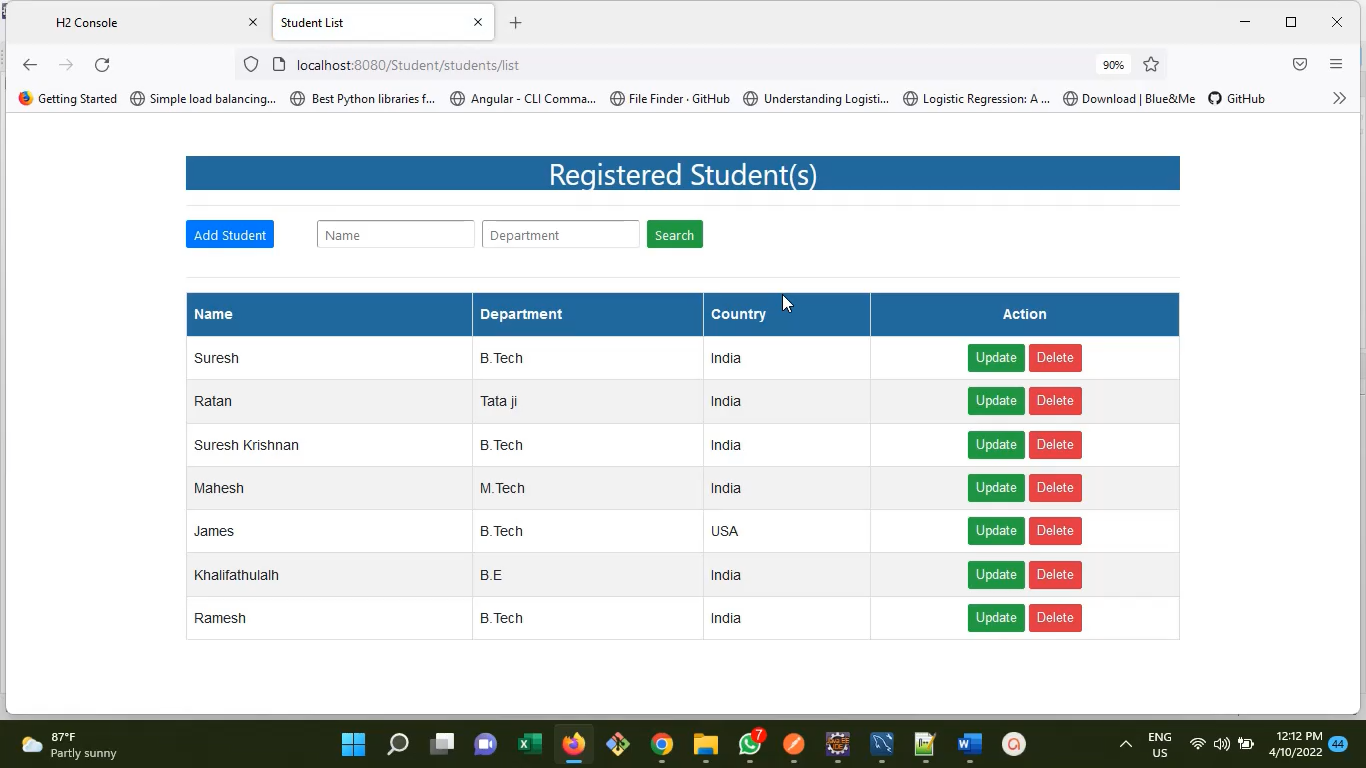 H2 Console
Student List
localhost:8080/Student/students/list
90%
Getting Started
Simple load balancing...
Best Python libraries f...
Angular - CLI Comma...
File Finder · GitHub
Understanding Logisti...
Logistic Regression: A ...
Download | Blue&Me
GitHub
Registered Student(s)
Add Student Name Department Search
Name Department Country Action
Suresh B.Tech India Update Delete
Ratan Tata ji India Update Delete
Suresh Krishnan B.Tech India Update Delete
Mahesh M.Tech India Update Delete
James B.Tech USA Update Delete
Khalifathulalh B.E India Update Delete
Ramesh B.Tech India Update Delete
87°F
Partly sunny
7
ENG
US
12:12 PM
4/10/2022
44